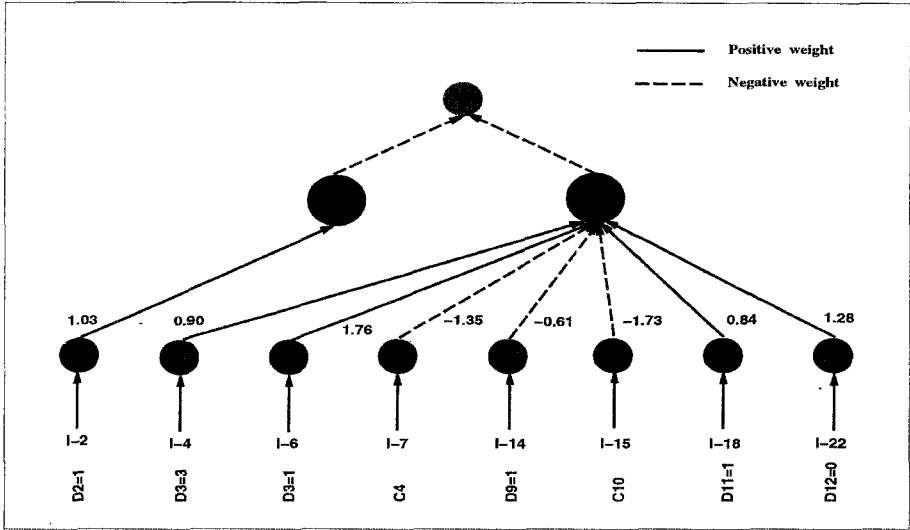 Positive weight
Negative weight
1.03 0.90 1.76 −1.35 −0.61 −1.73 0.84 1.28
I−2 I−4 I−6 I−7 I−14 I−15 I−18 I−22
D2=1 D3=3 D3=1 C4 D9=1 C10 D11=1 D12=0